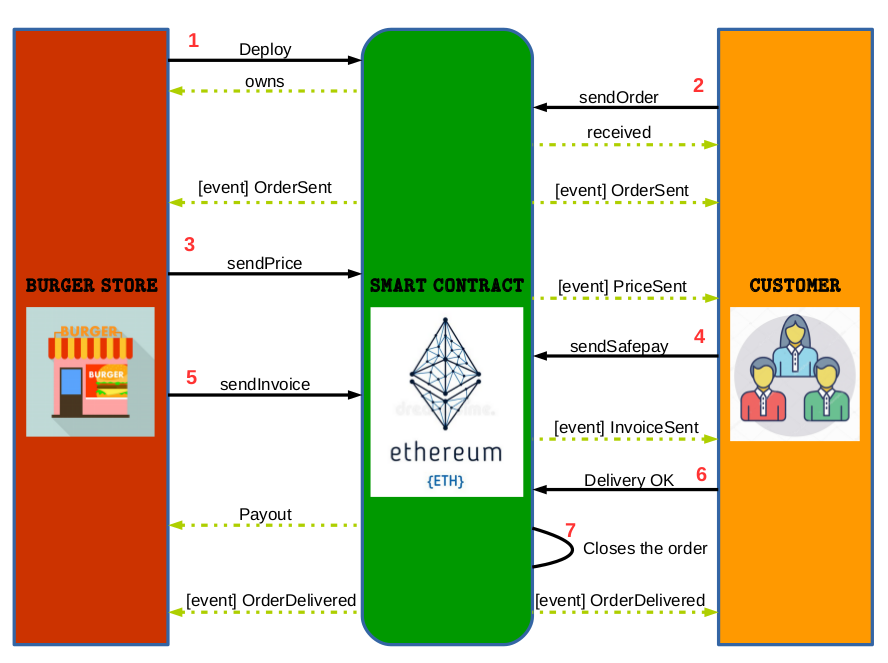 1
Deploy
owns
2
sendOrder
received
[event] OrderSent
[event] OrderSent
3
sendPrice
BURGER STORE
SMART CONTRACT
CUSTOMER
[event] PriceSent
BURGER
BURGER
4
sendSafepay
5
sendInvoice
[event] InvoiceSent
ethereum
{ETH}
6
Delivery OK
Payout
7
Closes the order
[event] OrderDelivered
[event] OrderDelivered